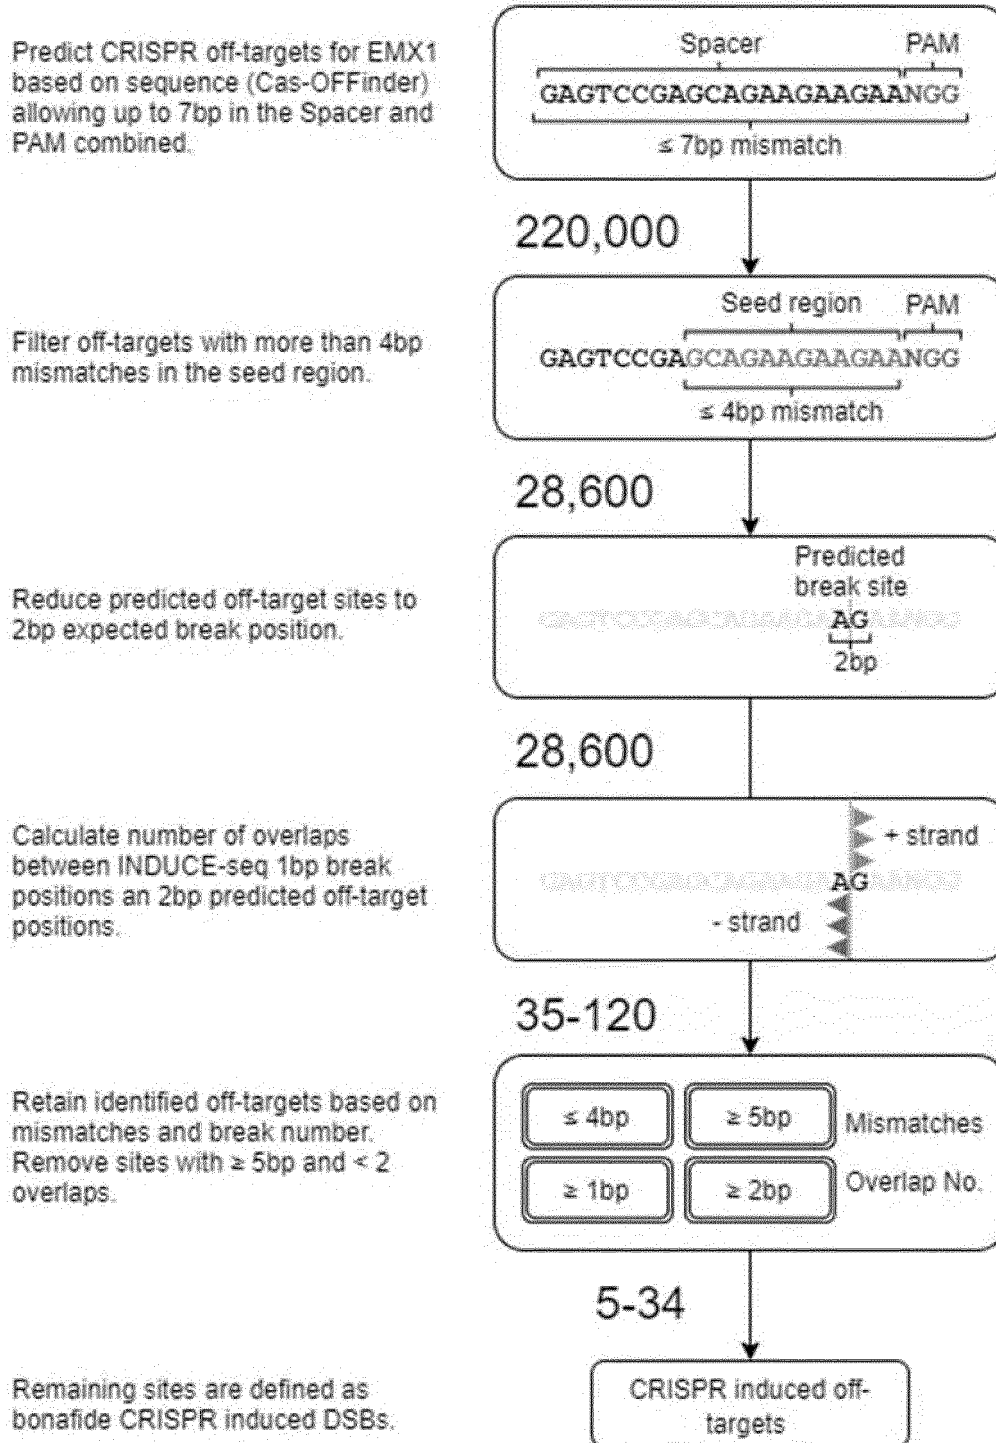 Predict CRISPR off-targets for EMX1
based on sequence (Cas-OFFinder)
allowing up to 7bp in the Spacer and
PAM combined.
Spacer PAM
GAGTCCGAGCAGAAGAAGAANGG
≤ 7bp mismatch
220,000
Filter off-targets with more than 4bp
mismatches in the seed region.
Seed region PAM
GAGTCCGAGCAGAAGAAGAANGG
≤ 4bp mismatch
28,600
Reduce predicted off-target sites to
2bp expected break position.
Predicted
break site
GAGTCCGAGCAGAAGAAGAANGG
2bp
28,600
Calculate number of overlaps
between INDUCE-seq 1bp break
positions an 2bp predicted off-target
positions.
+ strand
GAGTCCGAGCAGAAGAAGAANGG
- strand
35-120
Retain identified off-targets based on
mismatches and break number.
Remove sites with ≥ 5bp and < 2
overlaps.
≤ 4bp ≥ 5bp Mismatches
≥ 1bp ≥ 2bp Overlap No.
5-34
Remaining sites are defined as
bonafide CRISPR induced DSBs.
CRISPR induced off-
targets